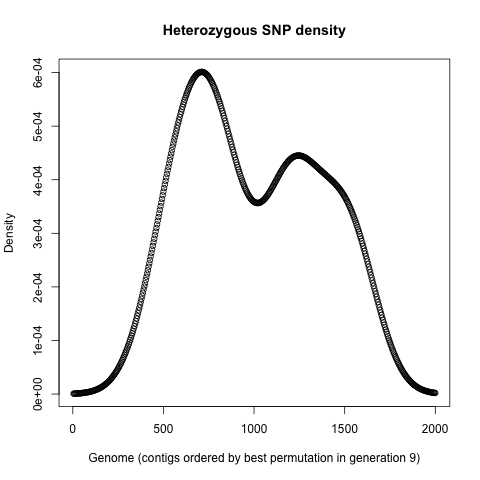 Heterozygous SNP density
6e-04
5e-04
4e-04
3e-04
2e-04
1e-04
0e+00
Density
0 500 1000 1500 2000
Genome (contigs ordered by best permutation in generation 9)